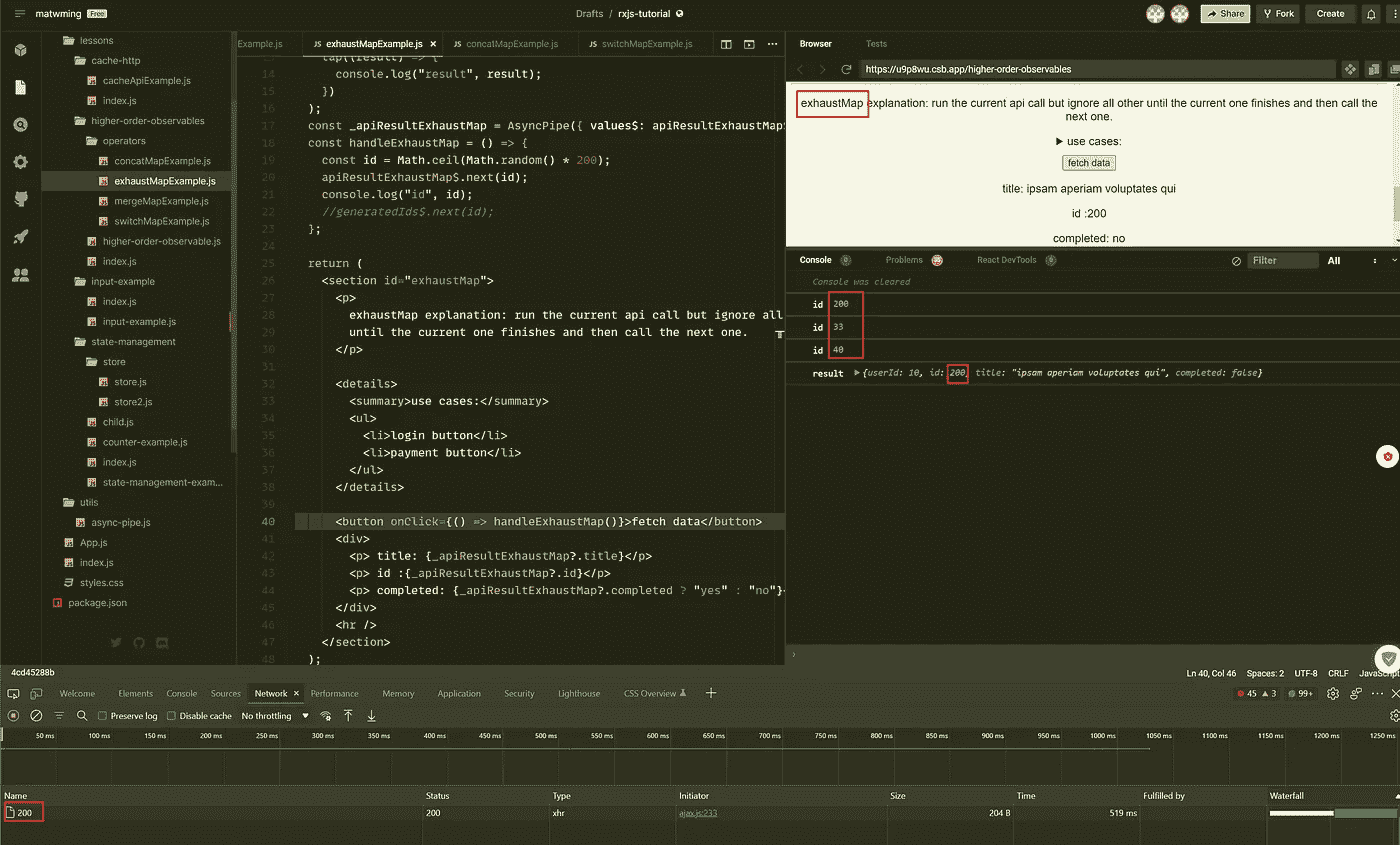 matwming Free
Drafts / rxjs-tutorial
Share
Fork
Create
lessons
cache-http
cacheApiExample.js
index.js
higher-order-observables
operators
concatMapExample.js
exhaustMapExample.js
mergeMapExample.js
switchMapExample.js
higher-order-observable.js
index.js
input-example
index.js
input-example.js
state-management
store
store.js
store2.js
child.js
counter-example.js
index.js
state-management-exam...
utils
async-pipe.js
App.js
index.js
styles.css
package.json
Example.js
JS exhaustMapExample.js ×
JS concatMapExample.js
JS switchMapExample.js
13 tap((result) => {
14 console.log("result", result);
15 })
16 );
17 const _apiResultExhaustMap = AsyncPipe({ values$: apiResultExhaustMap$
18 const handleExhaustMap = () => {
19 const id = Math.ceil(Math.random() * 200);
20 apiResultExhaustMap$.next(id);
21 console.log("id", id);
22 //generatedIds$.next(id);
23 };
24
25 return (
26 <section id="exhaustMap">
27 <p>
28 exhaustMap explanation: run the current api call but ignore all
29 until the current one finishes and then call the next one.
30 </p>
31
32 <details>
33 <summary>use cases:</summary>
34 <ul>
35 <li>login button</li>
36 <li>payment button</li>
37 </ul>
38 </details>
39
40 <button onClick={() => handleExhaustMap()}>fetch data</button>
41 <div>
42 <p> title: {_apiResultExhaustMap?.title}</p>
43 <p> id :{_apiResultExhaustMap?.id}</p>
44 <p> completed: {_apiResultExhaustMap?.completed ? "yes" : "no"}
45 </div>
46 <hr />
47 </section>
48 );
Browser
Tests
https://u9p8wu.csb.app/higher-order-observables
exhaustMap explanation: run the current api call but ignore all other until the current one finishes and then call the
next one.
▶ use cases:
fetch data
title: ipsam aperiam voluptates qui
id :200
completed: no
Console 0
Problems
React DevTools 0
Filter
All
Console was cleared
id 200
id 33
id 40
result ▶ {userId: 10, id: 200, title: "ipsam aperiam voluptates qui", completed: false}
4cd45288b
Ln 40, Col 46 Spaces: 2 UTF-8 CRLF JavaScript
Welcome Elements Console Sources Network × Performance Memory Application Security Lighthouse CSS Overview
45 3 99+
Preserve log Disable cache No throttling
50 ms 100 ms 150 ms 200 ms 250 ms 300 ms 350 ms 400 ms 450 ms 500 ms 550 ms 600 ms 650 ms 700 ms 750 ms 800 ms 850 ms 900 ms 950 ms 1000 ms 1050 ms 1100 ms 1150 ms 1200 ms 1250 ms
Name Status Type Initiator Size Time Fulfilled by Waterfall
200 200 xhr ajax.js:233 204 B 519 ms